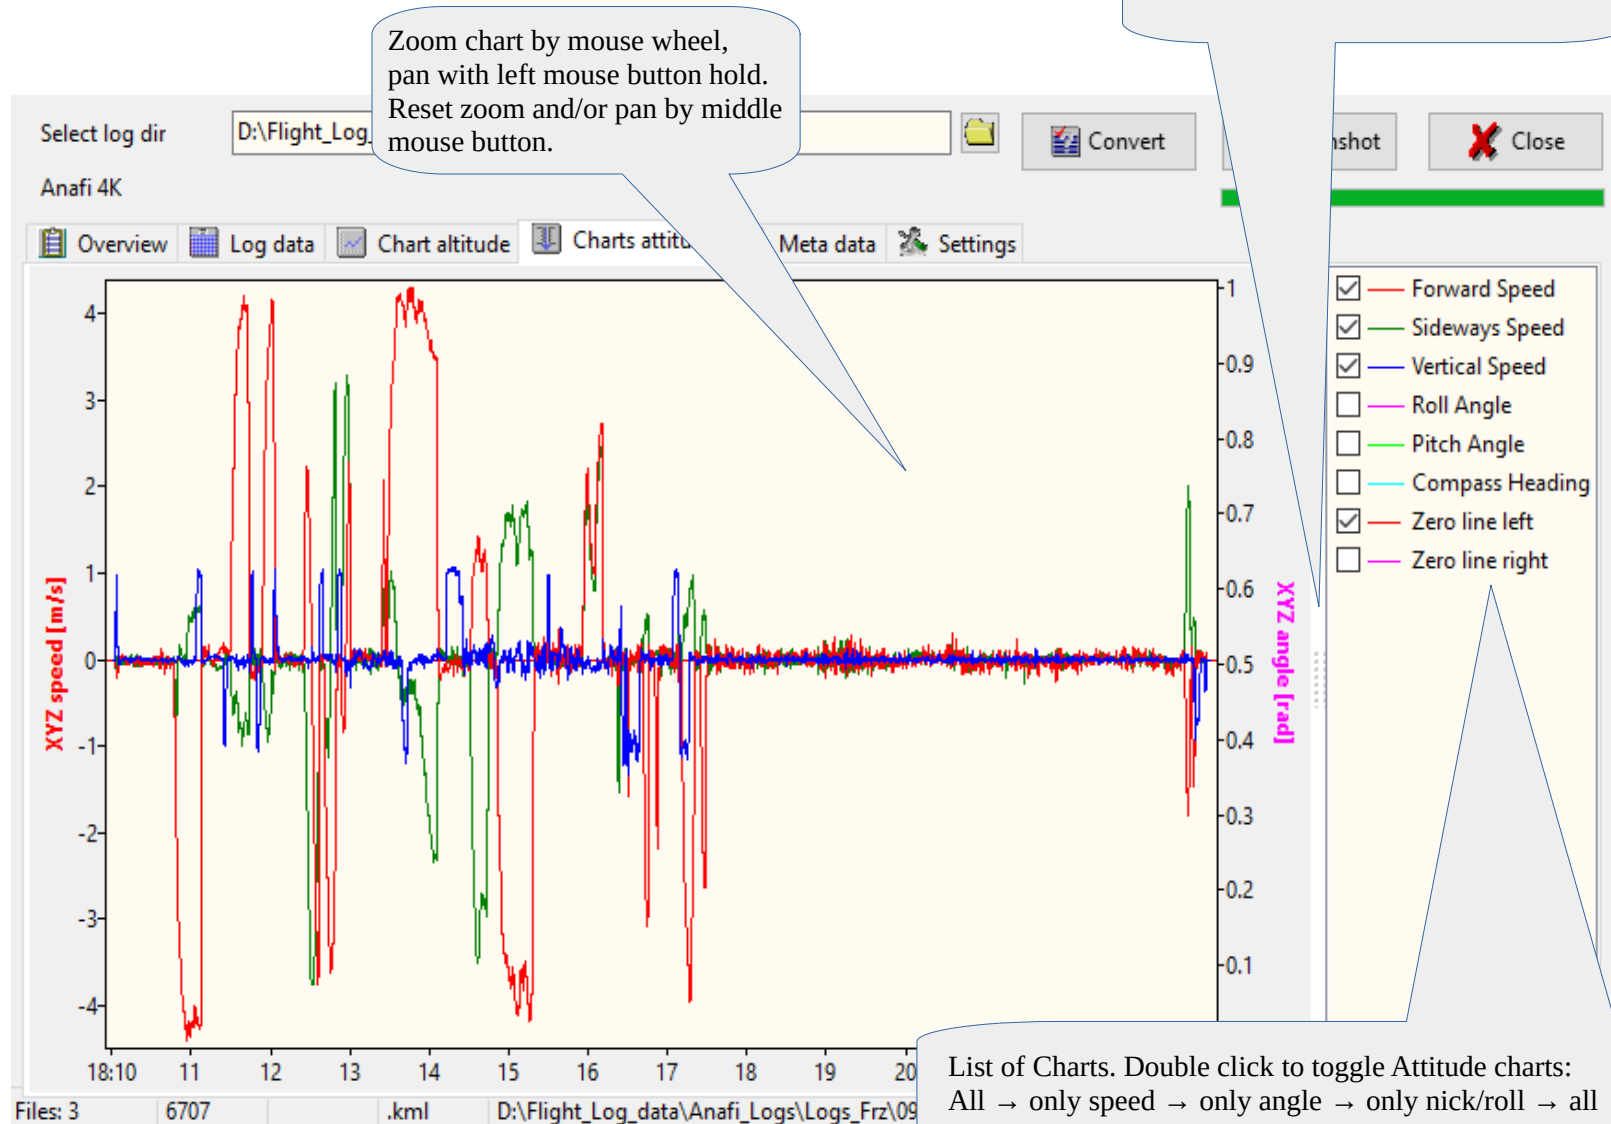 Zoom chart by mouse wheel,
pan with left mouse button hold.
Reset zoom and/or pan by middle
mouse button.
Select log dir
D:\Flight_Log_
Convert
Close
Anafi 4K
Overview
Log data
Chart altitude
Charts attitu
Meta data
Settings
Forward Speed
Sideways Speed
Vertical Speed
Roll Angle
Pitch Angle
Compass Heading
Zero line left
Zero line right
XYZ speed [m/s]
4
3
2
1
0
-1
-2
-3
-4
1
0.9
0.8
0.7
0.6
0.5
0.4
0.3
0.2
0.1
XYZ angle [rad]
18:10 11 12 13 14 15 16 17 18 19 20
List of Charts. Double click to toggle Attitude charts:
All → only speed → only angle → only nick/roll → all
Files: 3 6707 .kml D:\Flight_Log_data\Anafi_Logs\Logs_Frz\09